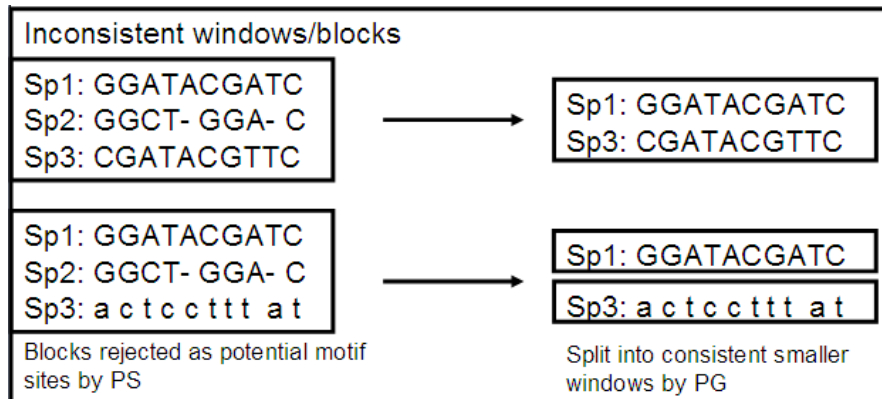 Inconsistent windows/blocks
Sp1: GGATACGATC
Sp2: GGCT- GGA- C
Sp3: CGATACGTTC
Sp1: GGATACGATC
Sp3: CGATACGTTC
Sp1: GGATACGATC
Sp2: GGCT- GGA- C
Sp3: a c t c c t t t a t
Sp1: GGATACGATC
Sp3: a c t c c t t t a t
Blocks rejected as potential motif
sites by PS
Split into consistent smaller
windows by PG